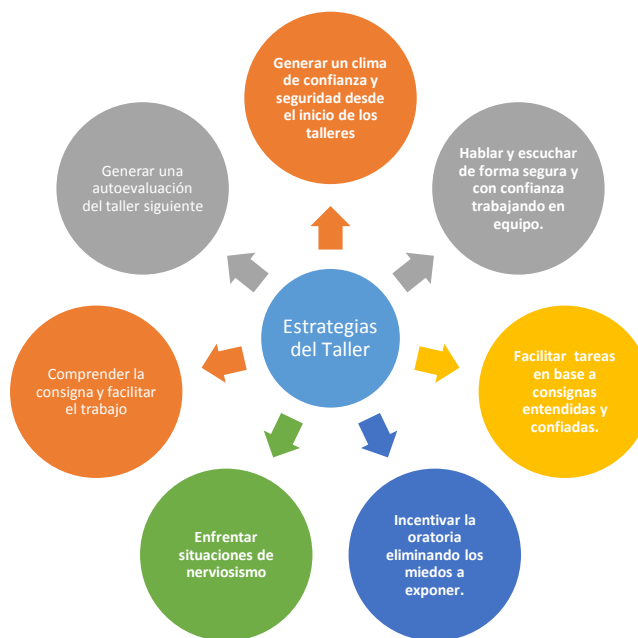 Generar un clima
de confianza y
seguridad desde
el inicio de los
talleres
Hablar y escuchar
de forma segura y
con confianza
trabajando en
equipo.
Facilitar tareas
en base a
consignas
entendidas y
confiadas.
Incentivar la
oratoria
eliminando los
miedos a
exponer.
Enfrentar
situaciones de
nerviosismo
Comprender la
consigna y facilitar
el trabajo
Generar una
autoevaluación
del taller siguiente
Estrategias
del Taller